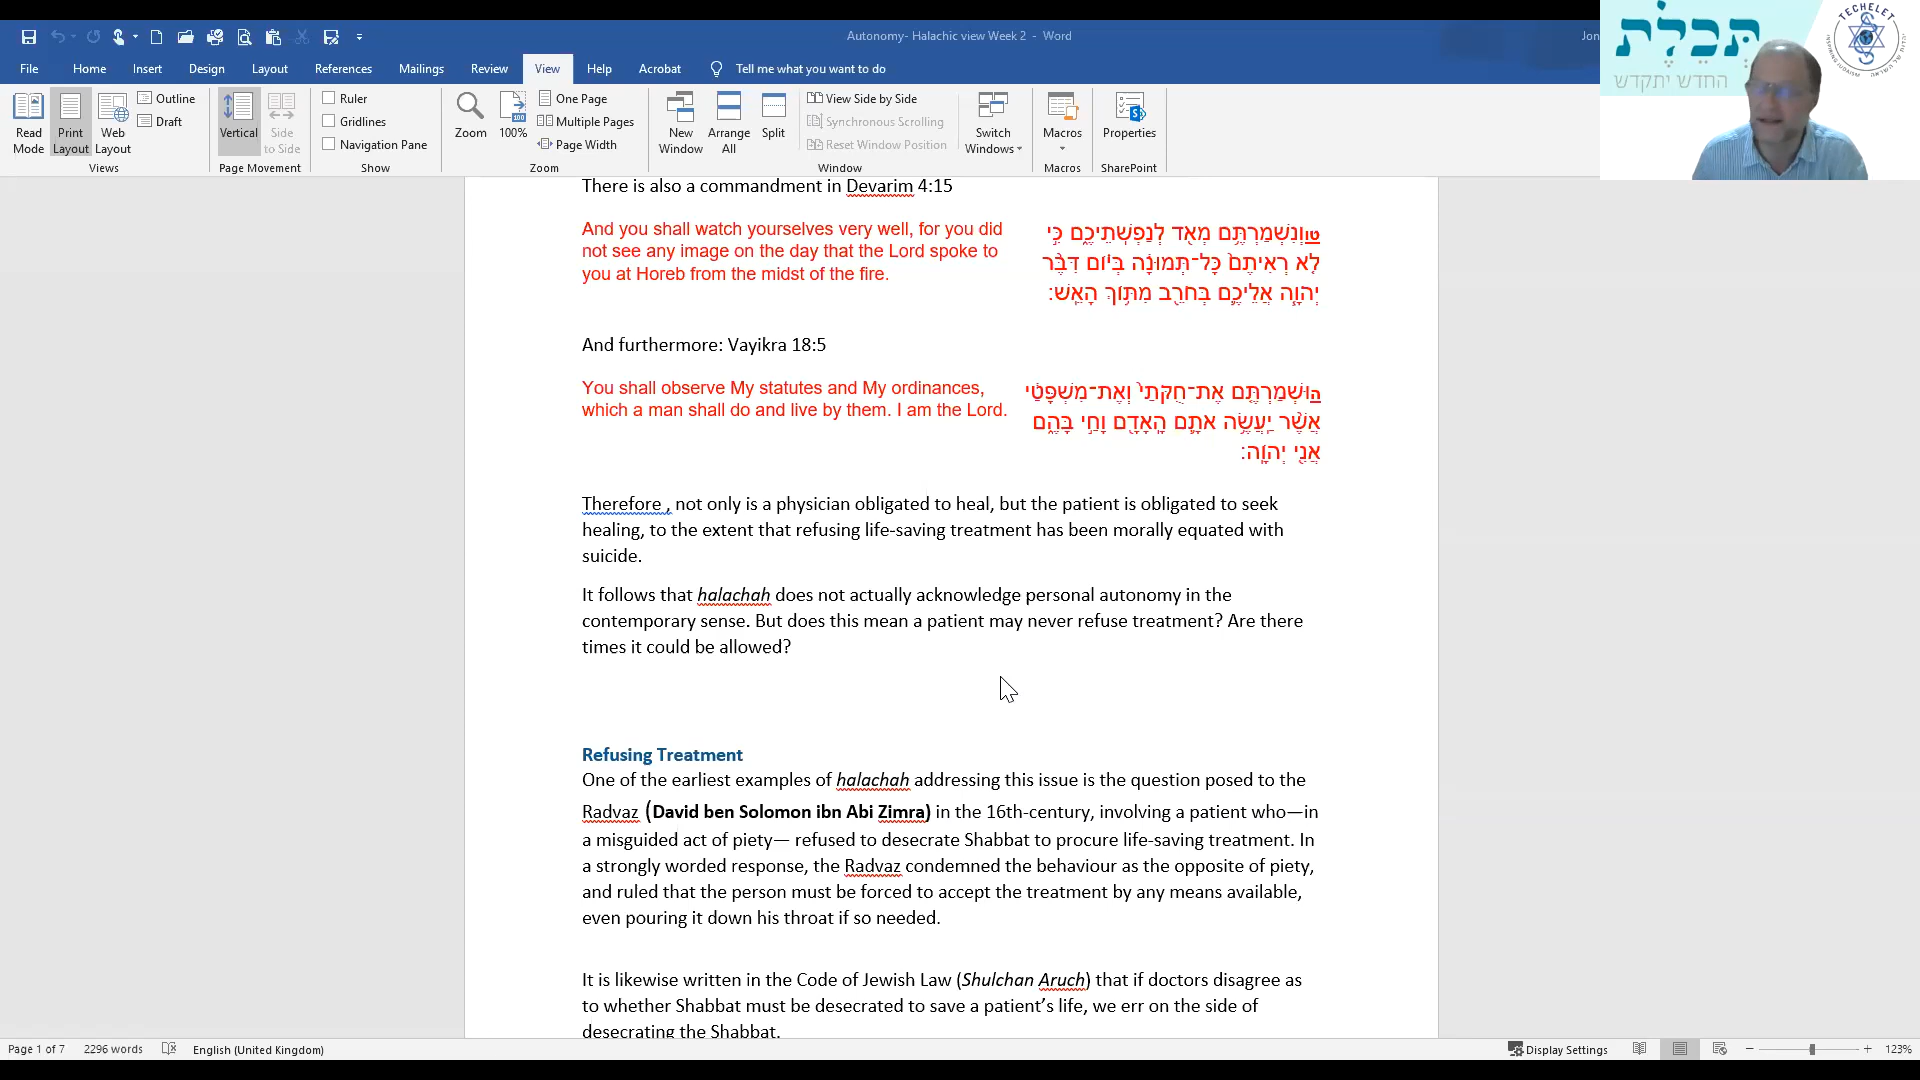 Autonomy- Halachic view Week 2 - Word
Jon
File Home Insert Design Layout References Mailings Review View Help Acrobat Tell me what you want to do
Read Mode
Print Layout
Web Layout
Outline
Draft
Views
Vertical
Side to Side
Page Movement
Ruler
Gridlines
Navigation Pane
Show
Zoom
100%
One Page
Multiple Pages
Page Width
Zoom
New Window
Arrange All
Split
View Side by Side
Synchronous Scrolling
Reset Window Position
Window
Switch Windows
Macros
Macros
Properties
SharePoint
תְּכֵלֶת
החדש יתקדש
TECHELET
There is also a commandment in Devarim 4:15
And you shall watch yourselves very well, for you did
not see any image on the day that the Lord spoke to
you at Horeb from the midst of the fire.
טו וְנִשְׁמַרְתֶּ֥ם מְאֹ֖ד לְנַפְשֹֽׁתֵיכֶ֑ם כִּ֣י
לֹ֤א רְאִיתֶם֙ כָּל־תְּמוּנָ֔ה בְּי֗וֹם דִּבֶּ֨ר
יְהוָ֧ה אֲלֵיכֶ֛ם בְּחֹרֵ֖ב מִתּ֥וֹךְ הָאֵֽשׁ׃
And furthermore: Vayikra 18:5
You shall observe My statutes and My ordinances,
which a man shall do and live by them. I am the Lord.
ה וּשְׁמַרְתֶּ֤ם אֶת־חֻקֹּתַי֙ וְאֶת־מִשְׁפָּטַ֔י
אֲשֶׁ֨ר יַֽעֲשֶׂ֥ה אֹתָ֛ם הָֽאָדָ֖ם וָחַ֣י בָּהֶ֑ם
אֲנִ֖י יְהוָֹֽה׃
Therefore , not only is a physician obligated to heal, but the patient is obligated to seek
healing, to the extent that refusing life-saving treatment has been morally equated with
suicide.
It follows that halachah does not actually acknowledge personal autonomy in the
contemporary sense. But does this mean a patient may never refuse treatment? Are there
times it could be allowed?
Refusing Treatment
One of the earliest examples of halachah addressing this issue is the question posed to the
Radvaz (David ben Solomon ibn Abi Zimra) in the 16th-century, involving a patient who—in
a misguided act of piety— refused to desecrate Shabbat to procure life-saving treatment. In
a strongly worded response, the Radvaz condemned the behaviour as the opposite of piety,
and ruled that the person must be forced to accept the treatment by any means available,
even pouring it down his throat if so needed.
It is likewise written in the Code of Jewish Law (Shulchan Aruch) that if doctors disagree as
to whether Shabbat must be desecrated to save a patient’s life, we err on the side of
desecrating the Shabbat.
Page 1 of 7 2296 words English (United Kingdom) Display Settings 123%